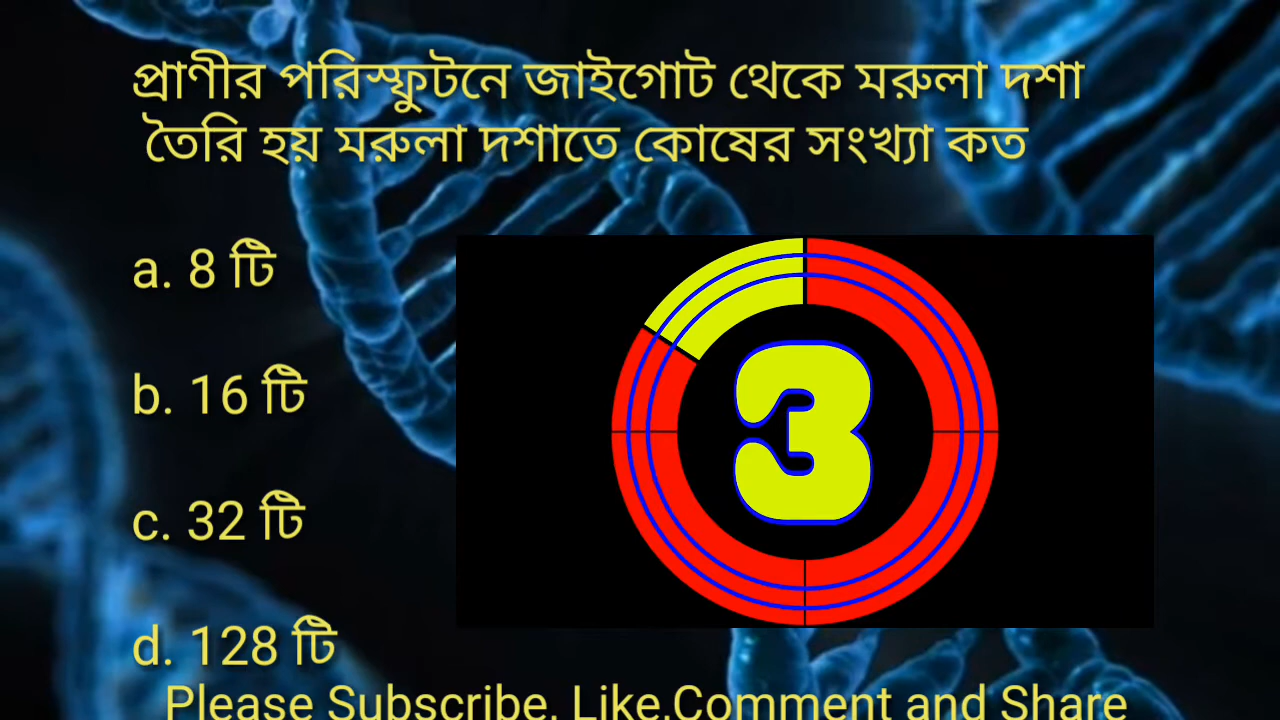 প্রাণীর পরিস্ফুটনে জাইগোট থেকে মরুলা দশা
তৈরি হয় মরুলা দশাতে কোষের সংখ্যা কত
a. 8 টি
b. 16 টি
3
c. 32 টি
d. 128 টি
Please Subscribe, Like,Comment and Share